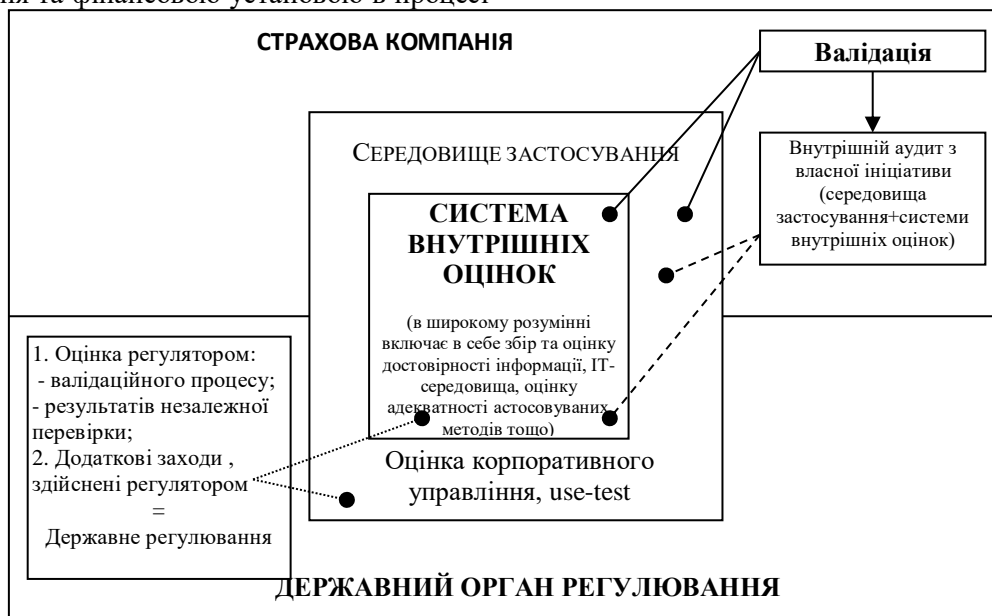 ня та фінансовою установою в процесі
СТРАХОВА КОМПАНІЯ
Валідація
Внутрішній аудит з
власної ініціативи
(середовища
застосування+системи
внутрішніх оцінок)
СЕРЕДОВИЩЕ ЗАСТОСУВАННЯ
СИСТЕМА
ВНУТРІШНІХ
ОЦІНОК
(в широкому розумінні
включає в себе збір та оцінку
достовірності інформації, ІТ-
середовища, оцінку
адекватності астосовуваних
методів тощо)
Оцінка корпоративного
управління, use-test
1. Оцінка регулятором:
- валідаційного процесу;
- результатів незалежної
перевірки;
2. Додаткові заходи ,
здійснені регулятором
=
Державне регулювання
ДЕРЖАВНИЙ ОРГАН РЕГУЛЮВАННЯ